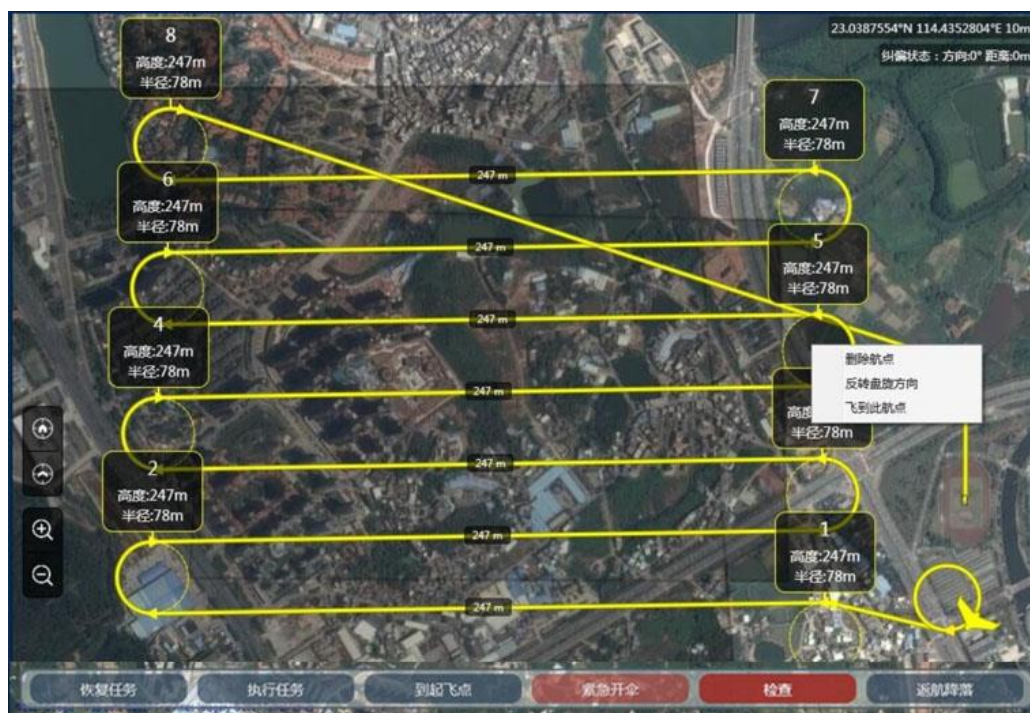 23.0387554°N 114.4352804°E 10m
纠偏状态：方向:0° 距离:0m
8
高度:247m
半径:78m
7
高度:247m
半径:78m
247 m
6
高度:247m
半径:78m
5
高度:247m
半径:78m
247 m
4
高度:247m
半径:78m
247 m
删除航点
反转盘旋方向
飞到此航点
高度
半径:78m
247 m
2
高度:247m
半径:78m
247 m
1
高度:247m
半径:78m
247 m
247 m
恢复任务
执行任务
到起飞点
紧急开伞
检查
返航降落